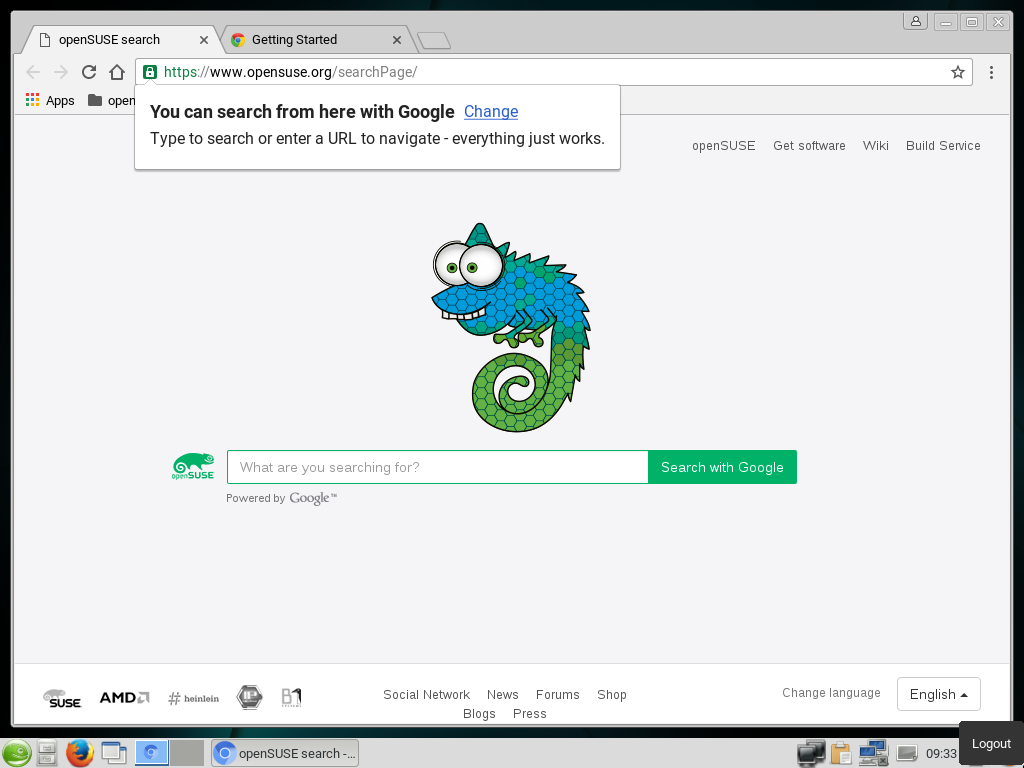 openSUSE search
Getting Started
https://www.opensuse.org/searchPage/
Apps
open
You can search from here with Google Change
Type to search or enter a URL to navigate - everything just works.
openSUSE Get software Wiki Build Service
openSUSE
What are you searching for?
Search with Google
Powered by Google™
SUSE
AMD
# heinlein
B1
Social Network News Forums Shop
Blogs Press
Change language
English
openSUSE search -...
09:33
Logout